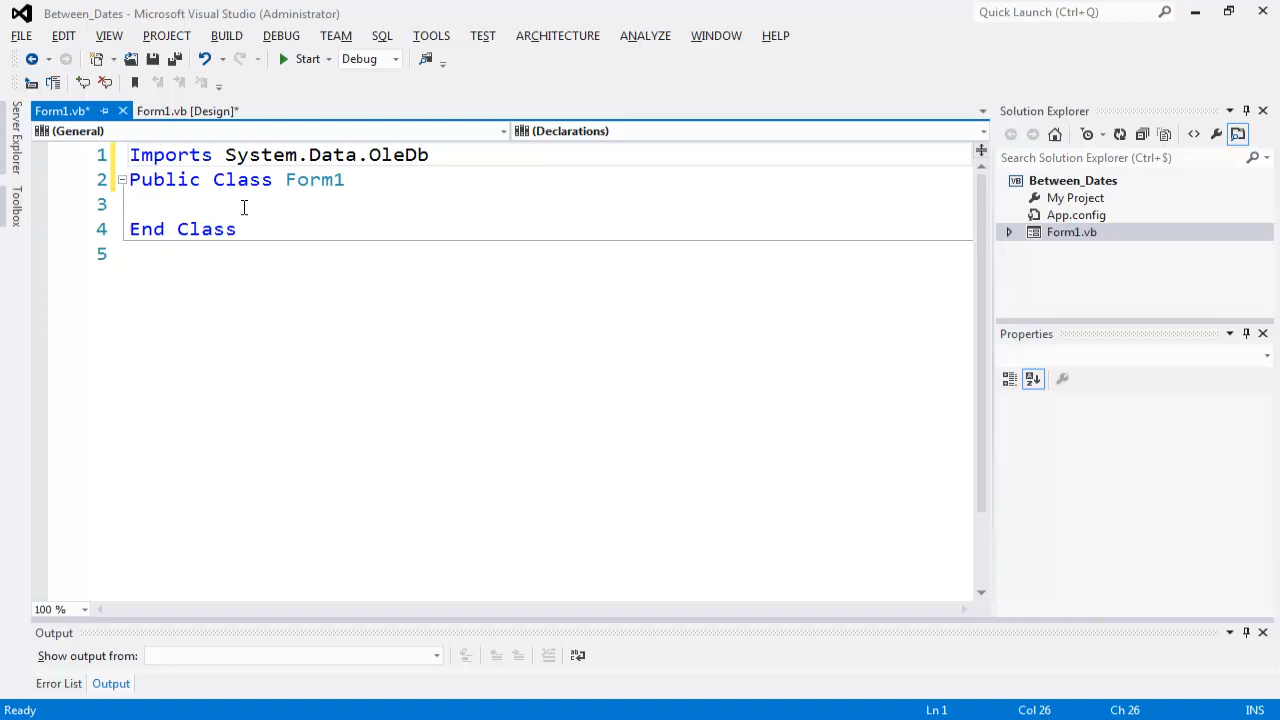 Between_Dates - Microsoft Visual Studio (Administrator)
Quick Launch (Ctrl+Q)
FILE EDIT VIEW PROJECT BUILD DEBUG TEAM SQL TOOLS TEST ARCHITECTURE ANALYZE WINDOW HELP
Start Debug
Server Explorer
Toolbox
Form1.vb* Form1.vb [Design]*
(General) (Declarations)
1 Imports System.Data.OleDb
2 Public Class Form1
3
4 End Class
5
100 %
Solution Explorer
Search Solution Explorer (Ctrl+$)
VB Between_Dates
My Project
App.config
Form1.vb
Properties
Output
Show output from:
Error List Output
Ready Ln 1 Col 26 Ch 26 INS